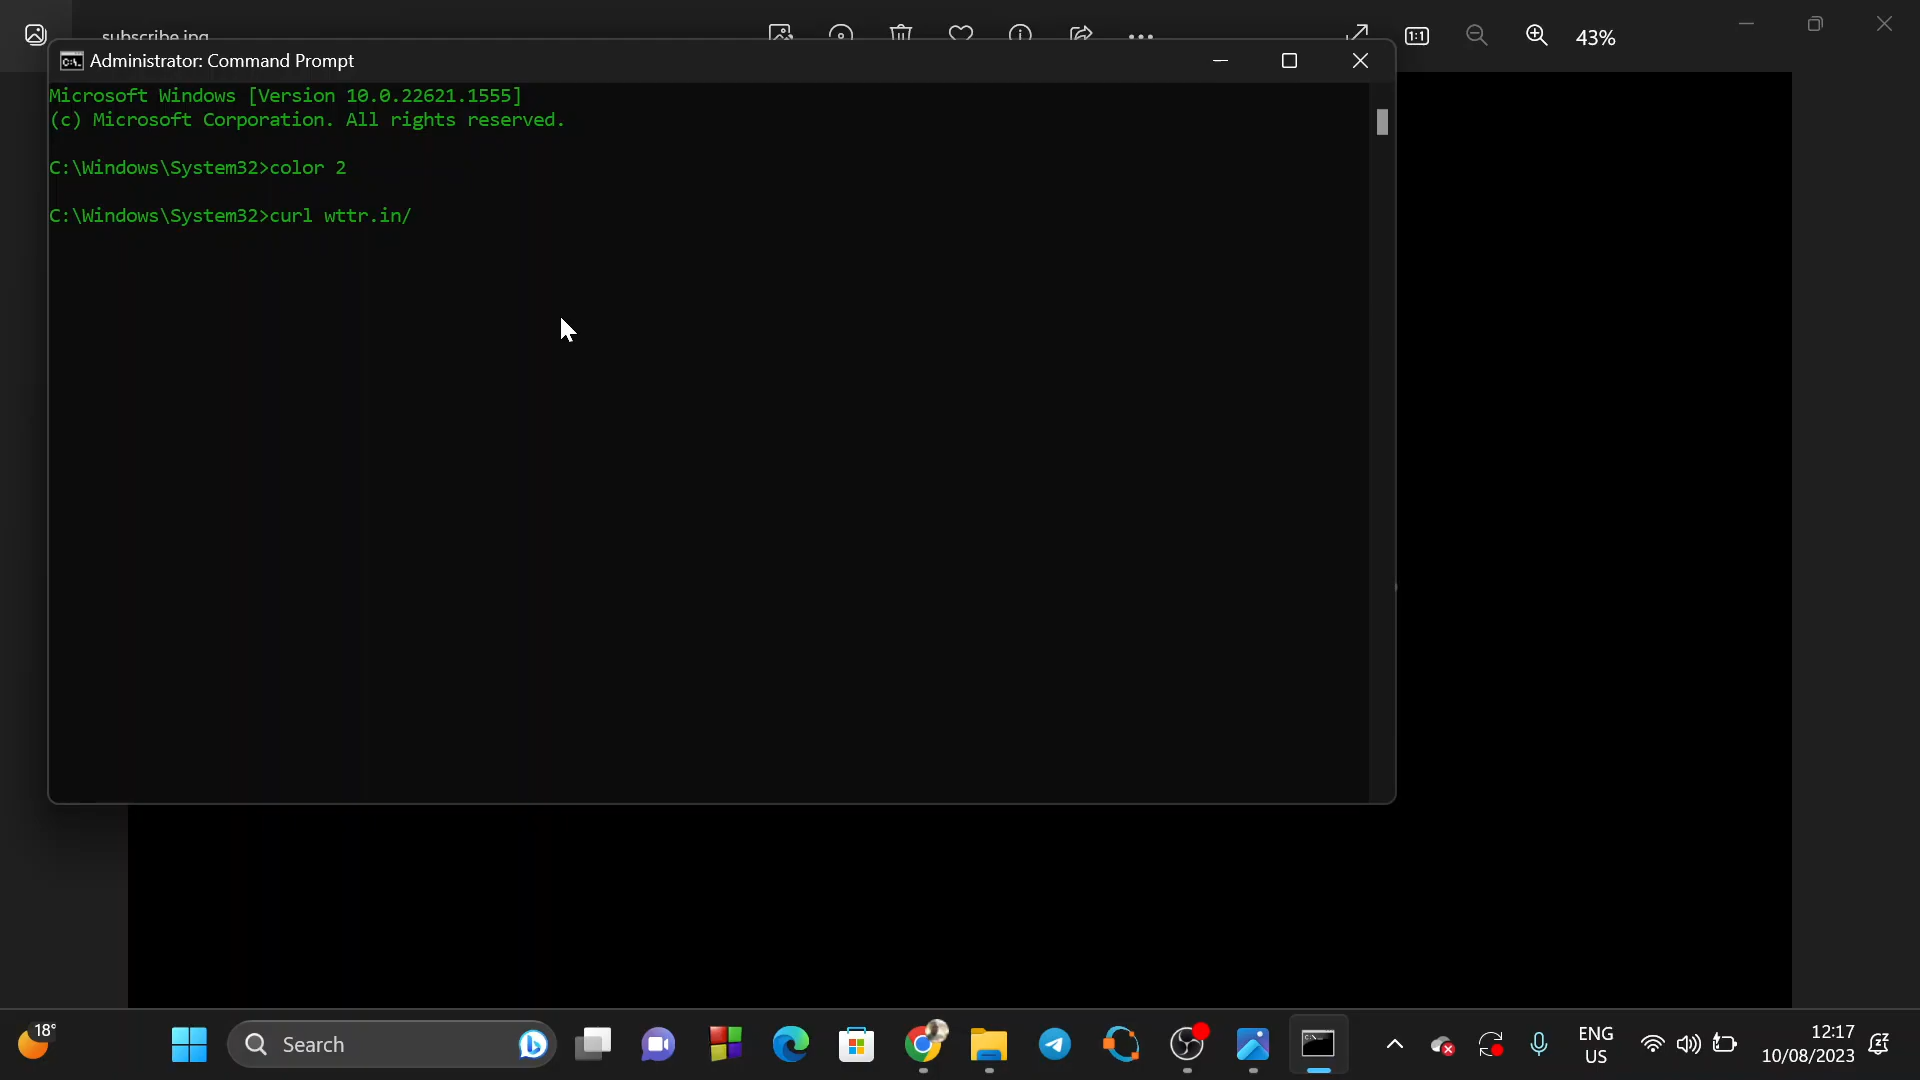 subscribe.jpg
43%
Administrator: Command Prompt
Microsoft Windows [Version 10.0.22621.1555]
(c) Microsoft Corporation. All rights reserved.
C:\Windows\System32>color 2
C:\Windows\System32>curl wttr.in/
18°
Search
ENG
US
12:17
10/08/2023